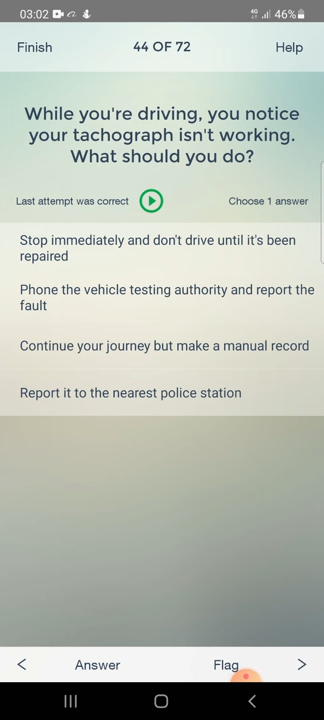 03:02 4G 46%
Finish 44 OF 72 Help
While you're driving, you notice
your tachograph isn't working.
What should you do?
Last attempt was correct Choose 1 answer
Stop immediately and don't drive until it's been
repaired
Phone the vehicle testing authority and report the
fault
Continue your journey but make a manual record
Report it to the nearest police station
< Answer Flag >